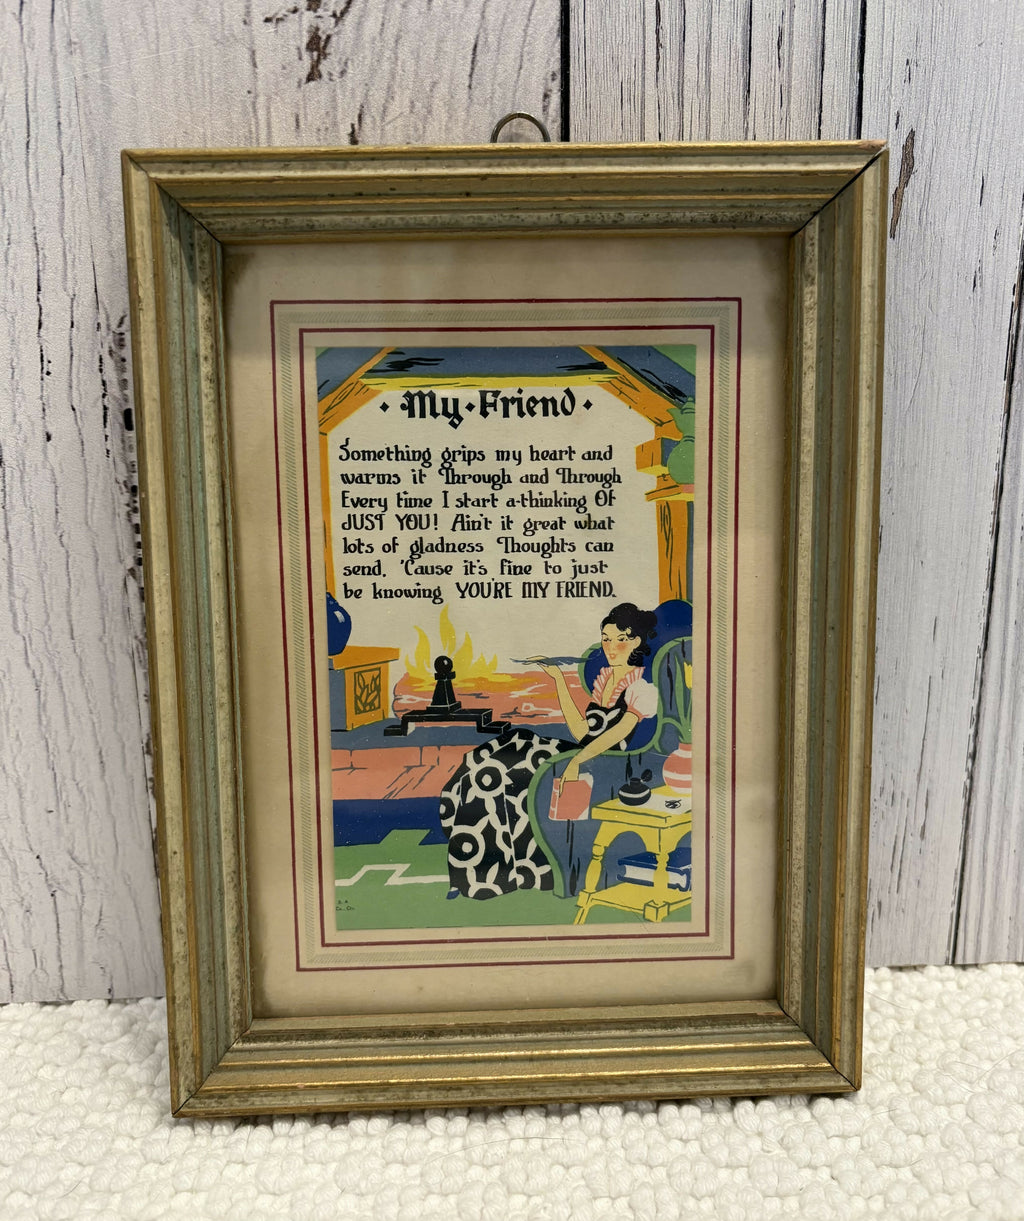 · My · Friend ·
Something grips my heart and
warms it Through and Through
Every time I start a-thinking Of
JUST YOU! Ain't it great what
lots of gladness Thoughts can
send, 'Cause it's fine to just
be knowing YOU'RE MY FRIEND.